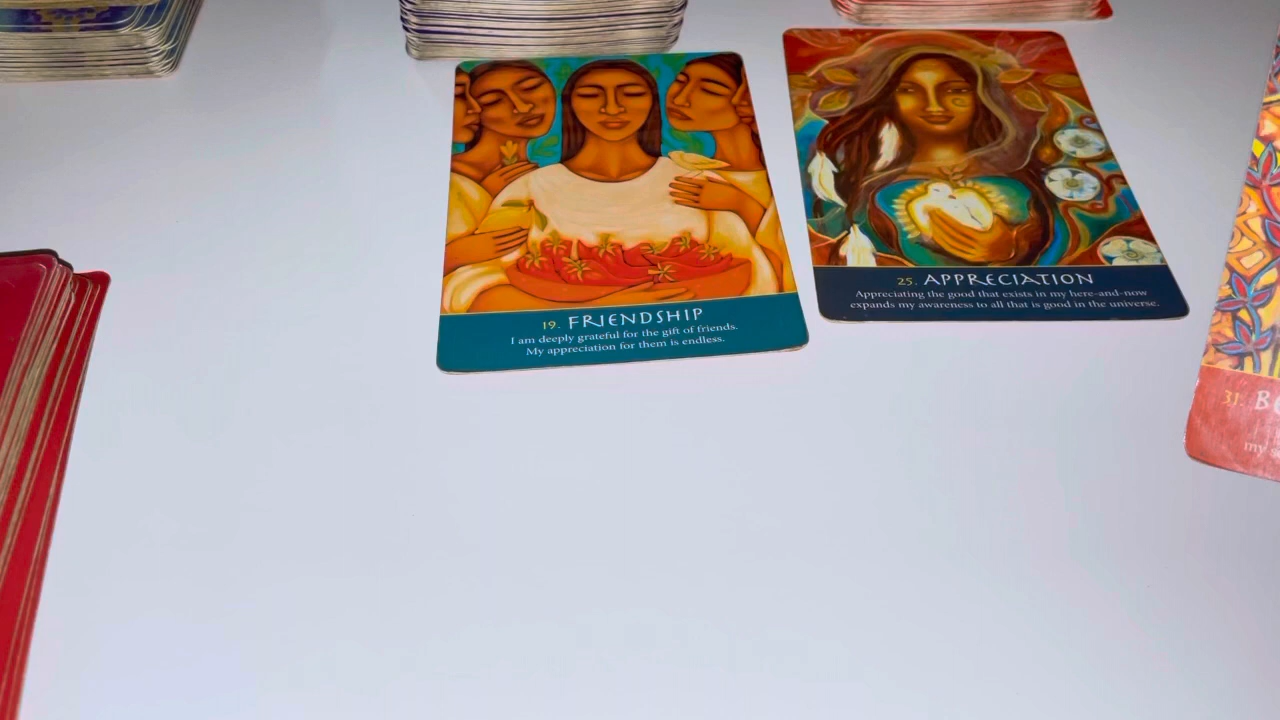 19. FRIENDSHIP
I am deeply grateful for the gift of friends.
My appreciation for them is endless.
25. APPRECIATION
Appreciating the good that exists in my here-and-now
expands my awareness to all that is good in the universe.
31.
my